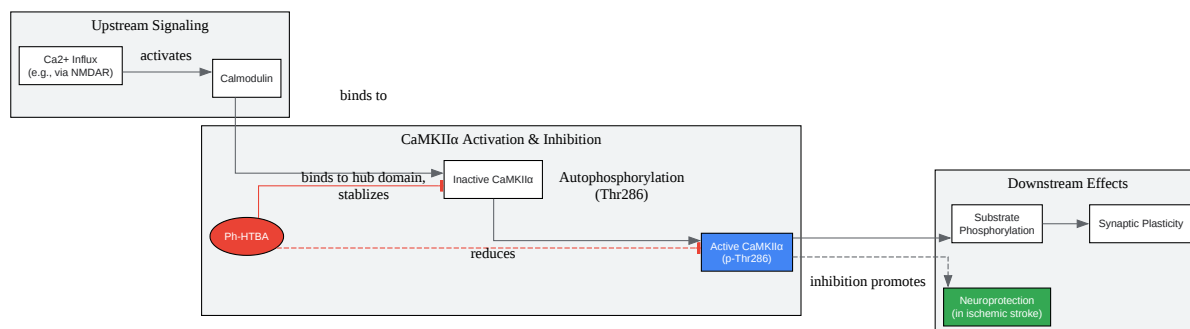 Upstream Signaling
Ca2+ Influx
(e.g., via NMDAR)
activates
Calmodulin
binds to
CaMKIIα Activation & Inhibition
binds to hub domain,
stablizes
Inactive CaMKIIα
Autophosphorylation
(Thr286)
Ph-HTBA
reduces
Active CaMKIIα
(p-Thr286)
inhibition promotes
Downstream Effects
Substrate
Phosphorylation
Synaptic Plasticity
Neuroprotection
(in ischemic stroke)